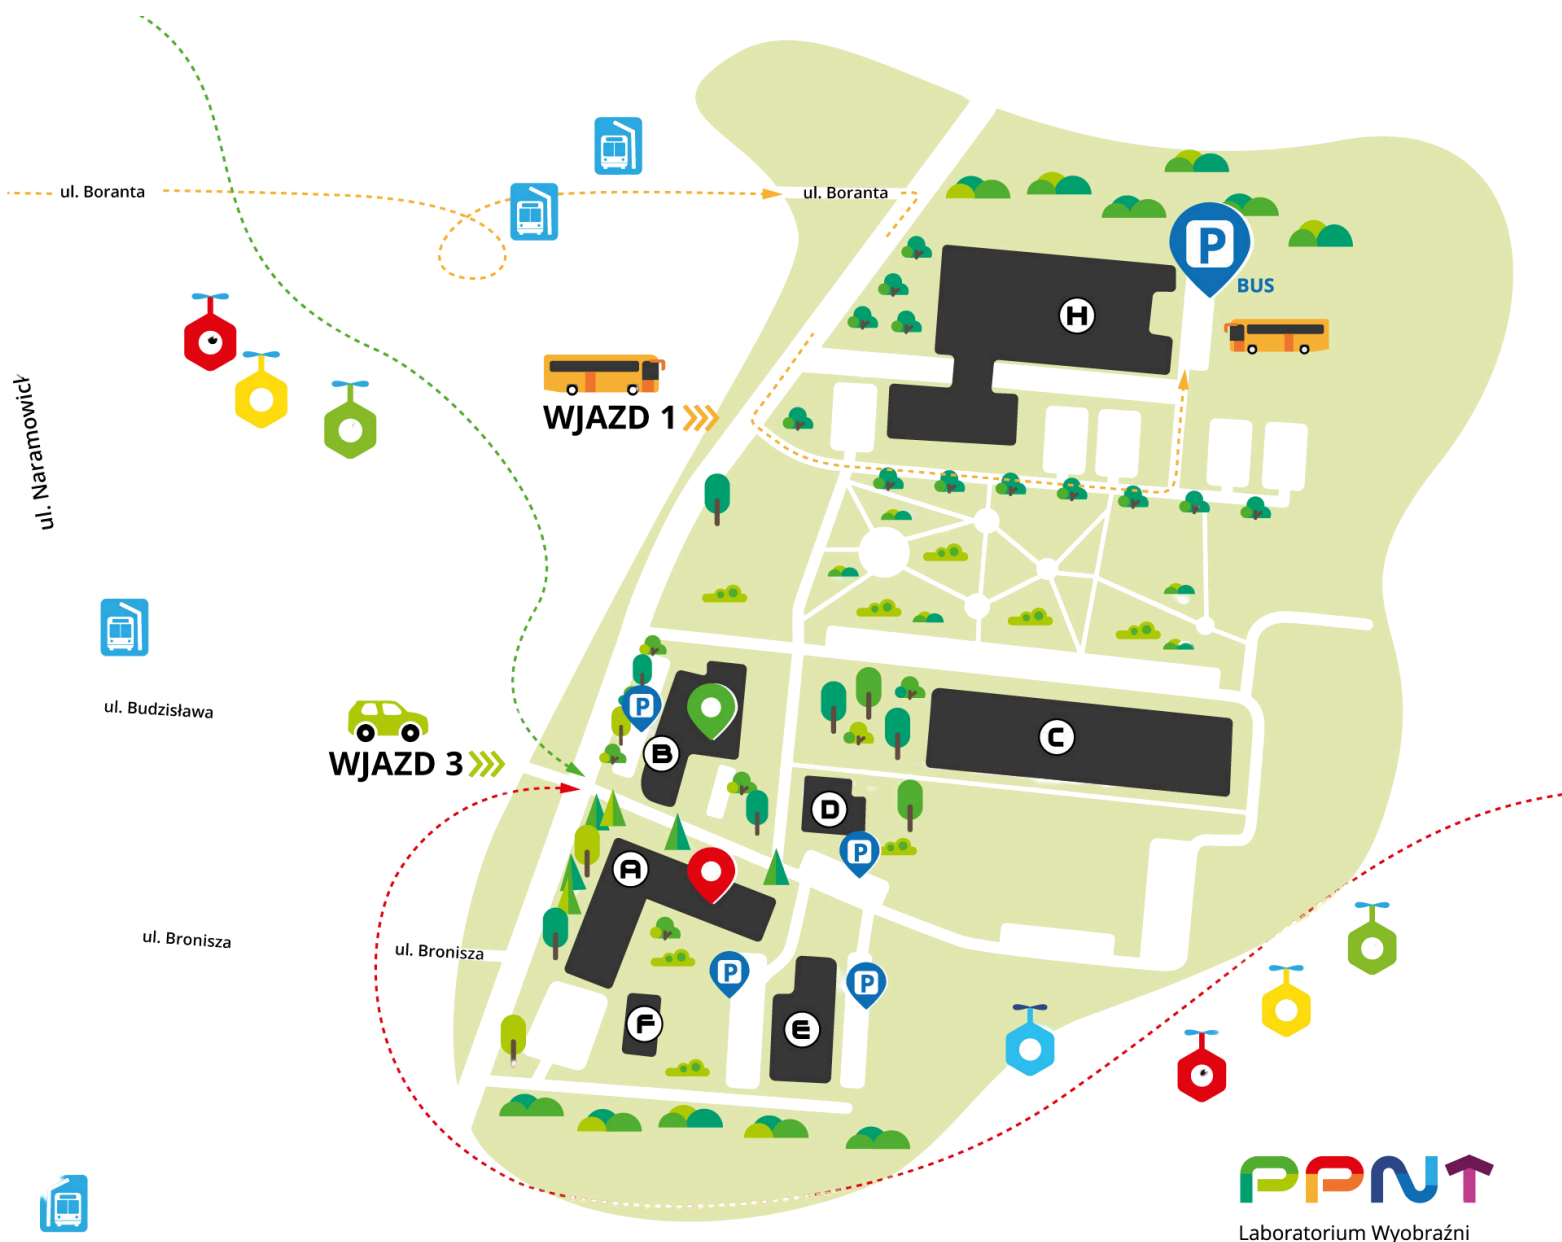 ul. Boranta
ul. Boranta
P
BUS
H
ul. Naramowick
WJAZD 1
ul. Budzisława
P
B
C
WJAZD 3
D
P
A
ul. Bronisza
ul. Bronisza
P
P
F
E
PPNT
Laboratorium Wyobraźni